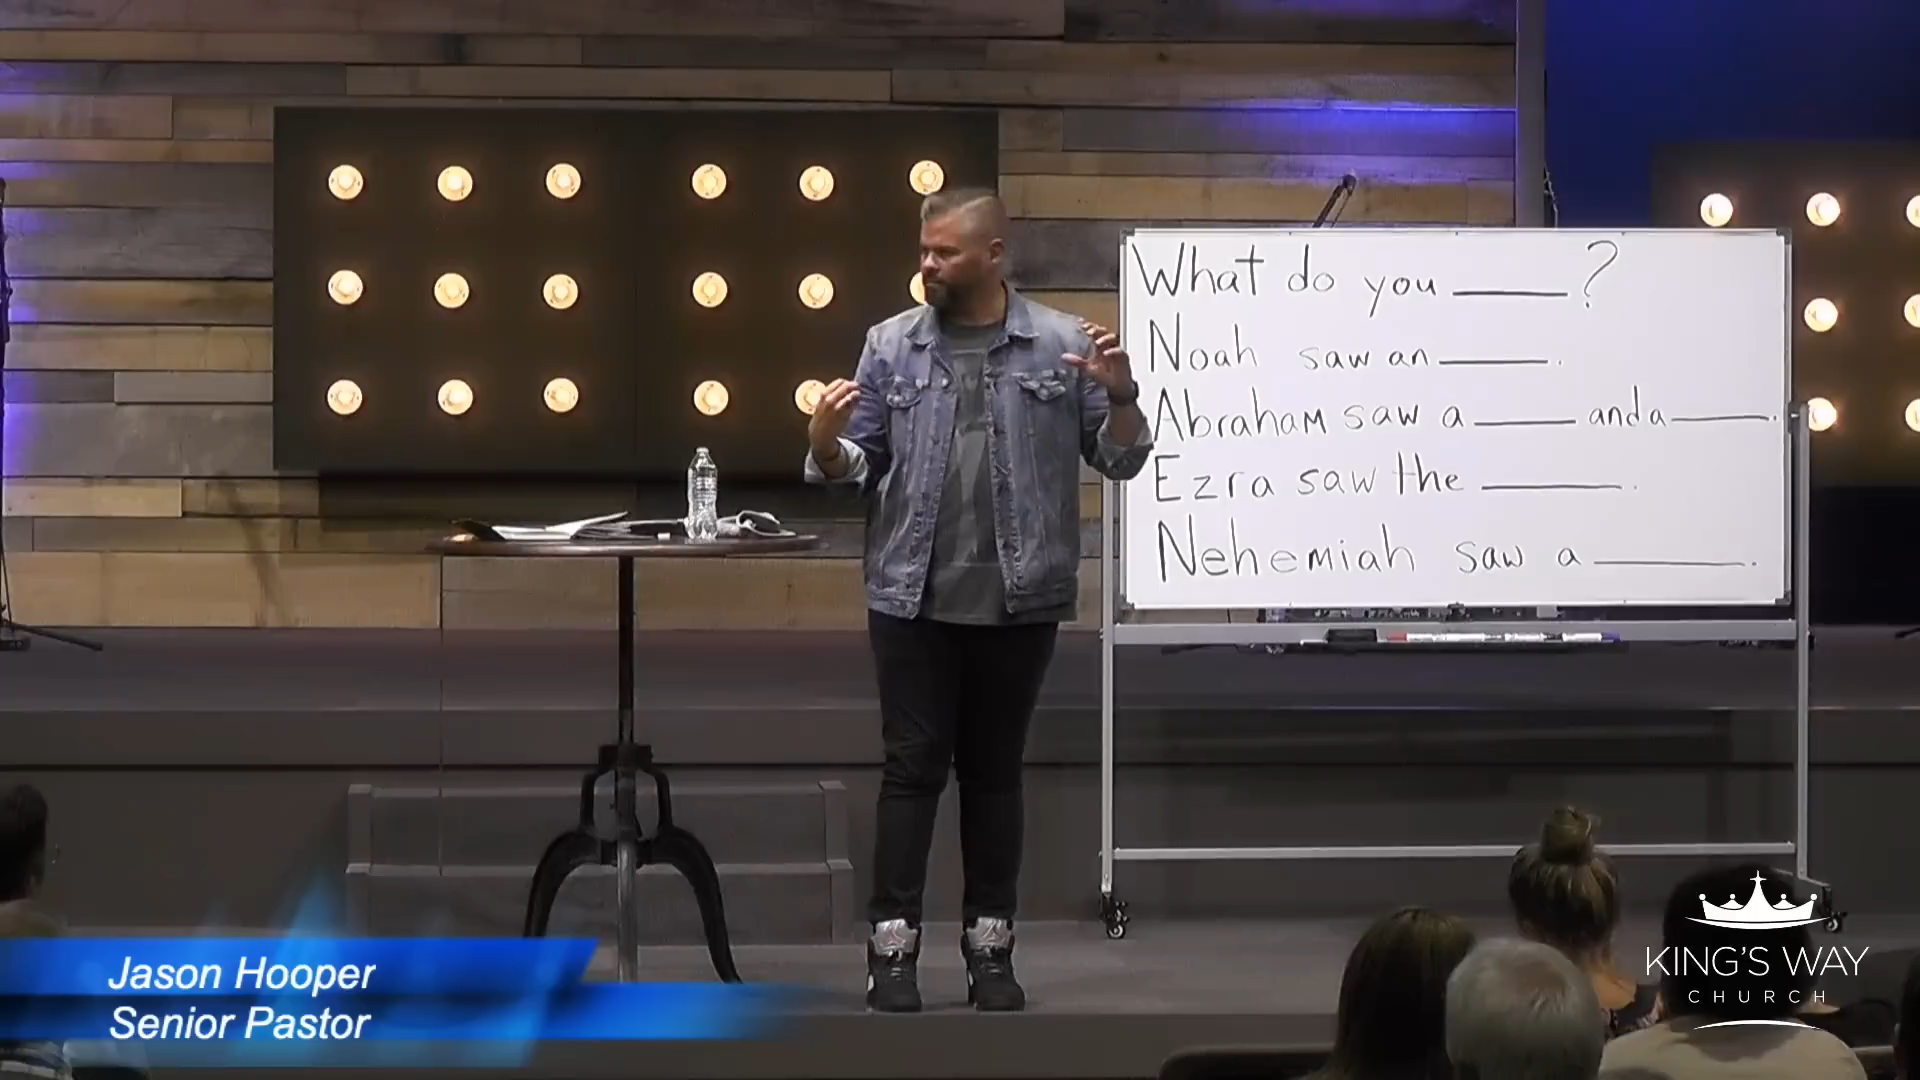 What do you ____?
Noah saw an ____.
Abraham saw a ____ and a ____.
Ezra saw the ____.
Nehemiah saw a ____.
Jason Hooper
Senior Pastor
KING'S WAY
CHURCH